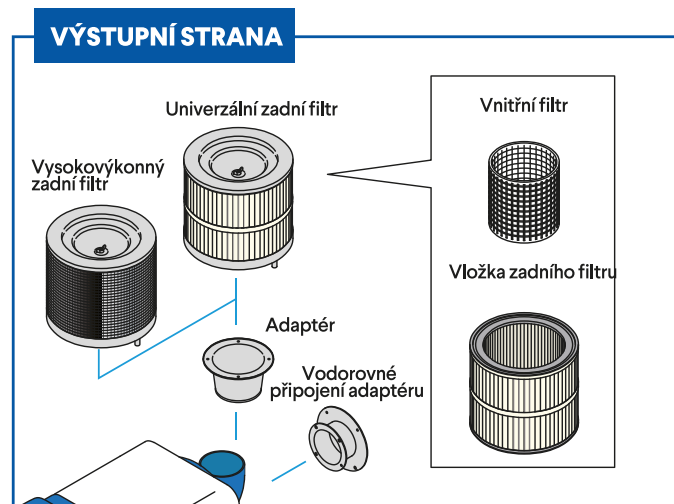 VÝSTUPNÍ STRANA
Univerzální zadní filtr
Vnitřní filtr
Vysokovýkonný
zadní filtr
Vložka zadního filtru
Adaptér
Vodorovné
připojení adaptéru